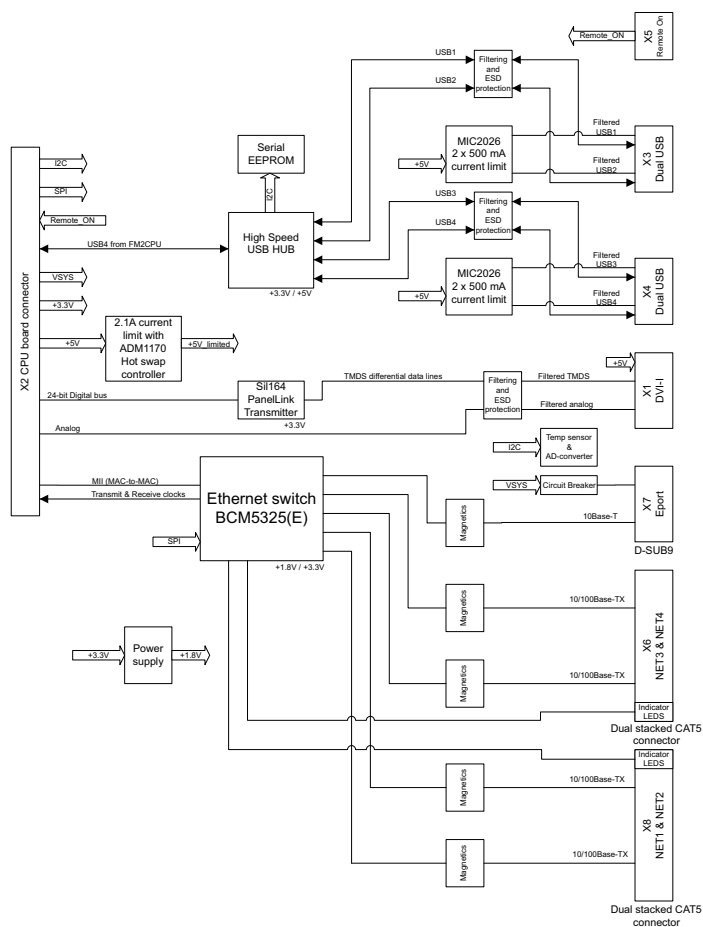 Remote_ON
X5
Remote On
USB1
USB2
Filtering
and
ESD
protection
Filtered
USB1
Filtered
USB2
X3
Dual USB
MIC2026
2 x 500 mA
current limit
+5V
Serial
EEPROM
I2C
X2 CPU board connector
I2C
SPI
Remote_ON
USB4 from FM2CPU
High Speed
USB HUB
+3.3V / +5V
USB3
USB4
Filtering
and
ESD
protection
Filtered
USB3
Filtered
USB4
X4
Dual USB
MIC2026
2 x 500 mA
current limit
+5V
VSYS
+3.3V
+5V
2.1A current
limit with
ADM1170
Hot swap
controller
+5V_limited
24-bit Digital bus
Sil164
PanelLink
Transmitter
+3.3V
TMDS differential data lines
Filtering
and
ESD
protection
Filtered TMDS
Filtered analog
+5V
X1
DVI-I
Analog
I2C
Temp sensor
&
AD-converter
VSYS
Circuit Breaker
X7
Eport
D-SUB9
MII (MAC-to-MAC)
Transmit & Receive clocks
Ethernet switch
BCM5325(E)
+1.8V / +3.3V
SPI
Magnetics
10Base-T
Magnetics
10/100Base-TX
Magnetics
10/100Base-TX
X6
NET3 & NET4
Indicator
LEDS
Dual stacked CAT5
connector
+3.3V
Power
supply
+1.8V
Indicator
LEDS
Magnetics
10/100Base-TX
Magnetics
10/100Base-TX
X8
NET1 & NET2
Dual stacked CAT5
connector